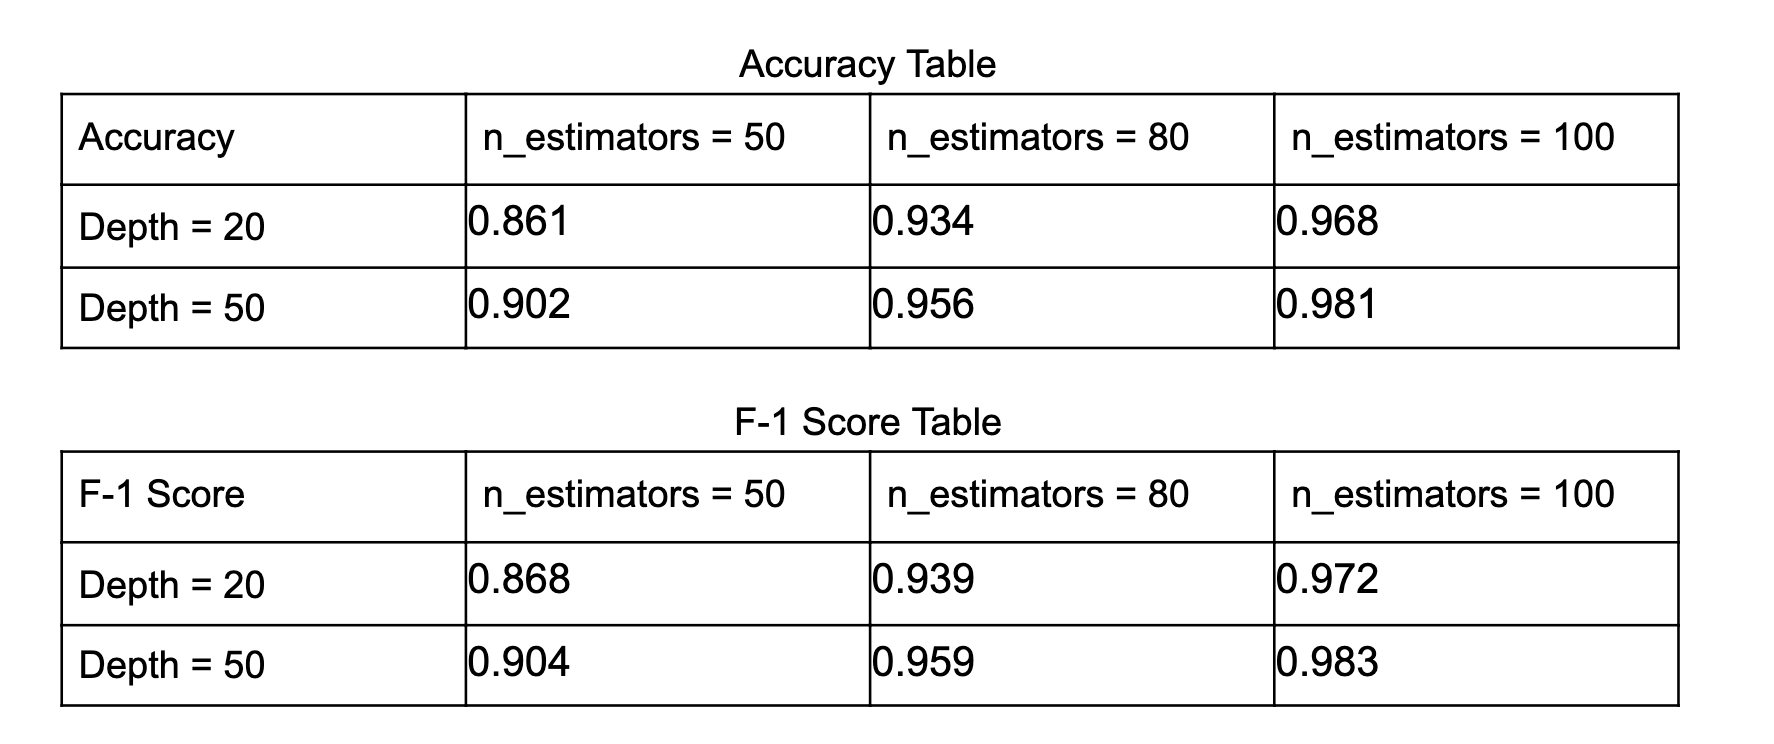 Accuracy Table
Accuracy n_estimators = 50 n_estimators = 80 n_estimators = 100
Depth = 20 0.861 0.934 0.968
Depth = 50 0.902 0.956 0.981
F-1 Score Table
F-1 Score n_estimators = 50 n_estimators = 80 n_estimators = 100
Depth = 20 0.868 0.939 0.972
Depth = 50 0.904 0.959 0.983